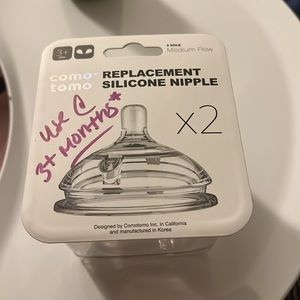 3+
2 HOLE
Medium Flow
como
tomo
REPLACEMENT
SILICONE NIPPLE
use @
3+ months*
x2
Designed by Comotomo Inc. in California
and manufactured in Korea